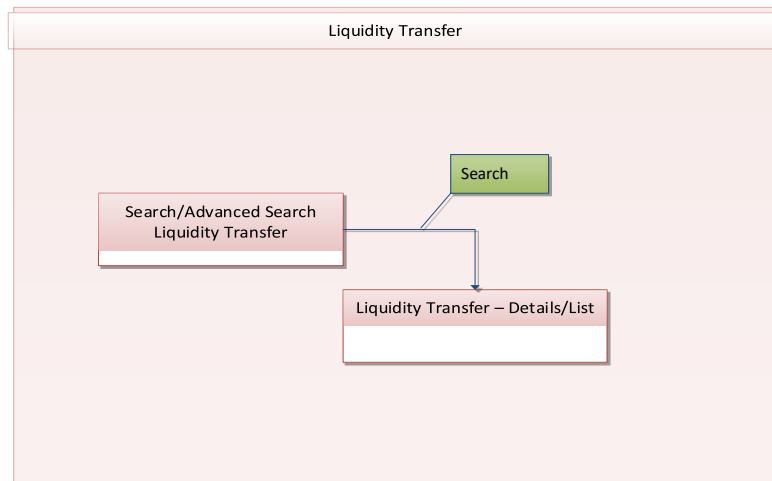 Liquidity Transfer
Search
Search/Advanced Search
Liquidity Transfer
Liquidity Transfer – Details/List